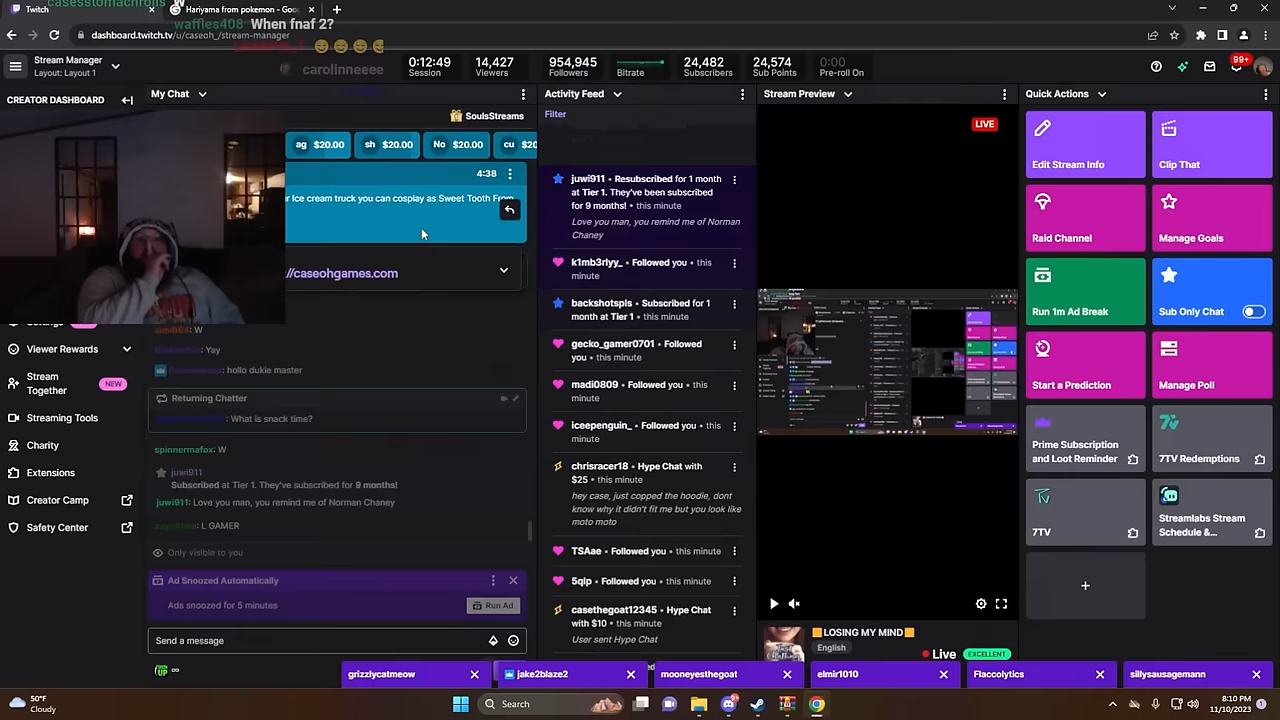 Twitch
Hariyama from pokemon - Goo
casesstomachrolls
waffles408 When fnaf 2?
dashboard.twitch.tv/u/caseoh_/stream-manager
carolinneeee
Stream Manager
Layout: Layout 1
0:12:49
Session
14,427
Viewers
954,945
Followers
Bitrate
24,482
Subscribers
24,574
Sub Points
0:00
Pre-roll On
99+
CREATOR DASHBOARD
My Chat
SoulsStreams
ag $20.00
sh $20.00
No $20.00
cu $20
4:38
r Ice cream truck you can cosplay as Sweet Tooth From
//caseohgames.com
W
Yay
hollo dukie master
Returning Chatter
: What is snack time?
spinnermafox: W
juwi911
Subscribed at Tier 1. They've subscribed for 9 months!
juwi911: Love you man, you remind me of Norman Chaney
: L GAMER
Only visible to you
Ad Snoozed Automatically
Ads snoozed for 5 minutes
Run Ad
Send a message
Viewer Rewards
Stream
Together
NEW
Streaming Tools
Charity
Extensions
Creator Camp
Safety Center
Activity Feed
Filter
juwi911 • Resubscribed for 1 month
at Tier 1. They've been subscribed
for 9 months! • this minute
Love you man, you remind me of Norman
Chaney
k1mb3rlyy_ • Followed you • this
minute
backshotspls • Subscribed for 1
month at Tier 1 • this minute
gecko_gamer0701 • Followed
you • this minute
madi0809 • Followed you • this
minute
iceepenguin_ • Followed you • this
minute
chrisrager18 • Hype Chat with
$25 • this minute
hey case, just copped the hoodie, dont
know why it didn't fit me but you look like
moto moto
TSAae • Followed you • this minute
5qlp • Followed you • this minute
casethegoat12345 • Hype Chat
with $10 • this minute
User sent Hype Chat
Stream Preview
LIVE
LOSING MY MIND
English
Live
EXCELLENT
Quick Actions
Edit Stream Info
Clip That
Raid Channel
Manage Goals
Run 1m Ad Break
Sub Only Chat
Start a Prediction
Manage Poll
Prime Subscription
and Loot Reminder
7TV Redemptions
7TV
Streamlabs Stream
Schedule &...
+
grizzlycatmeow
jake2blaze2
mooneyesthegoat
elmir1010
Flaccolytics
sillysausagemann
50°F
Cloudy
Search
8:10 PM
11/10/2023